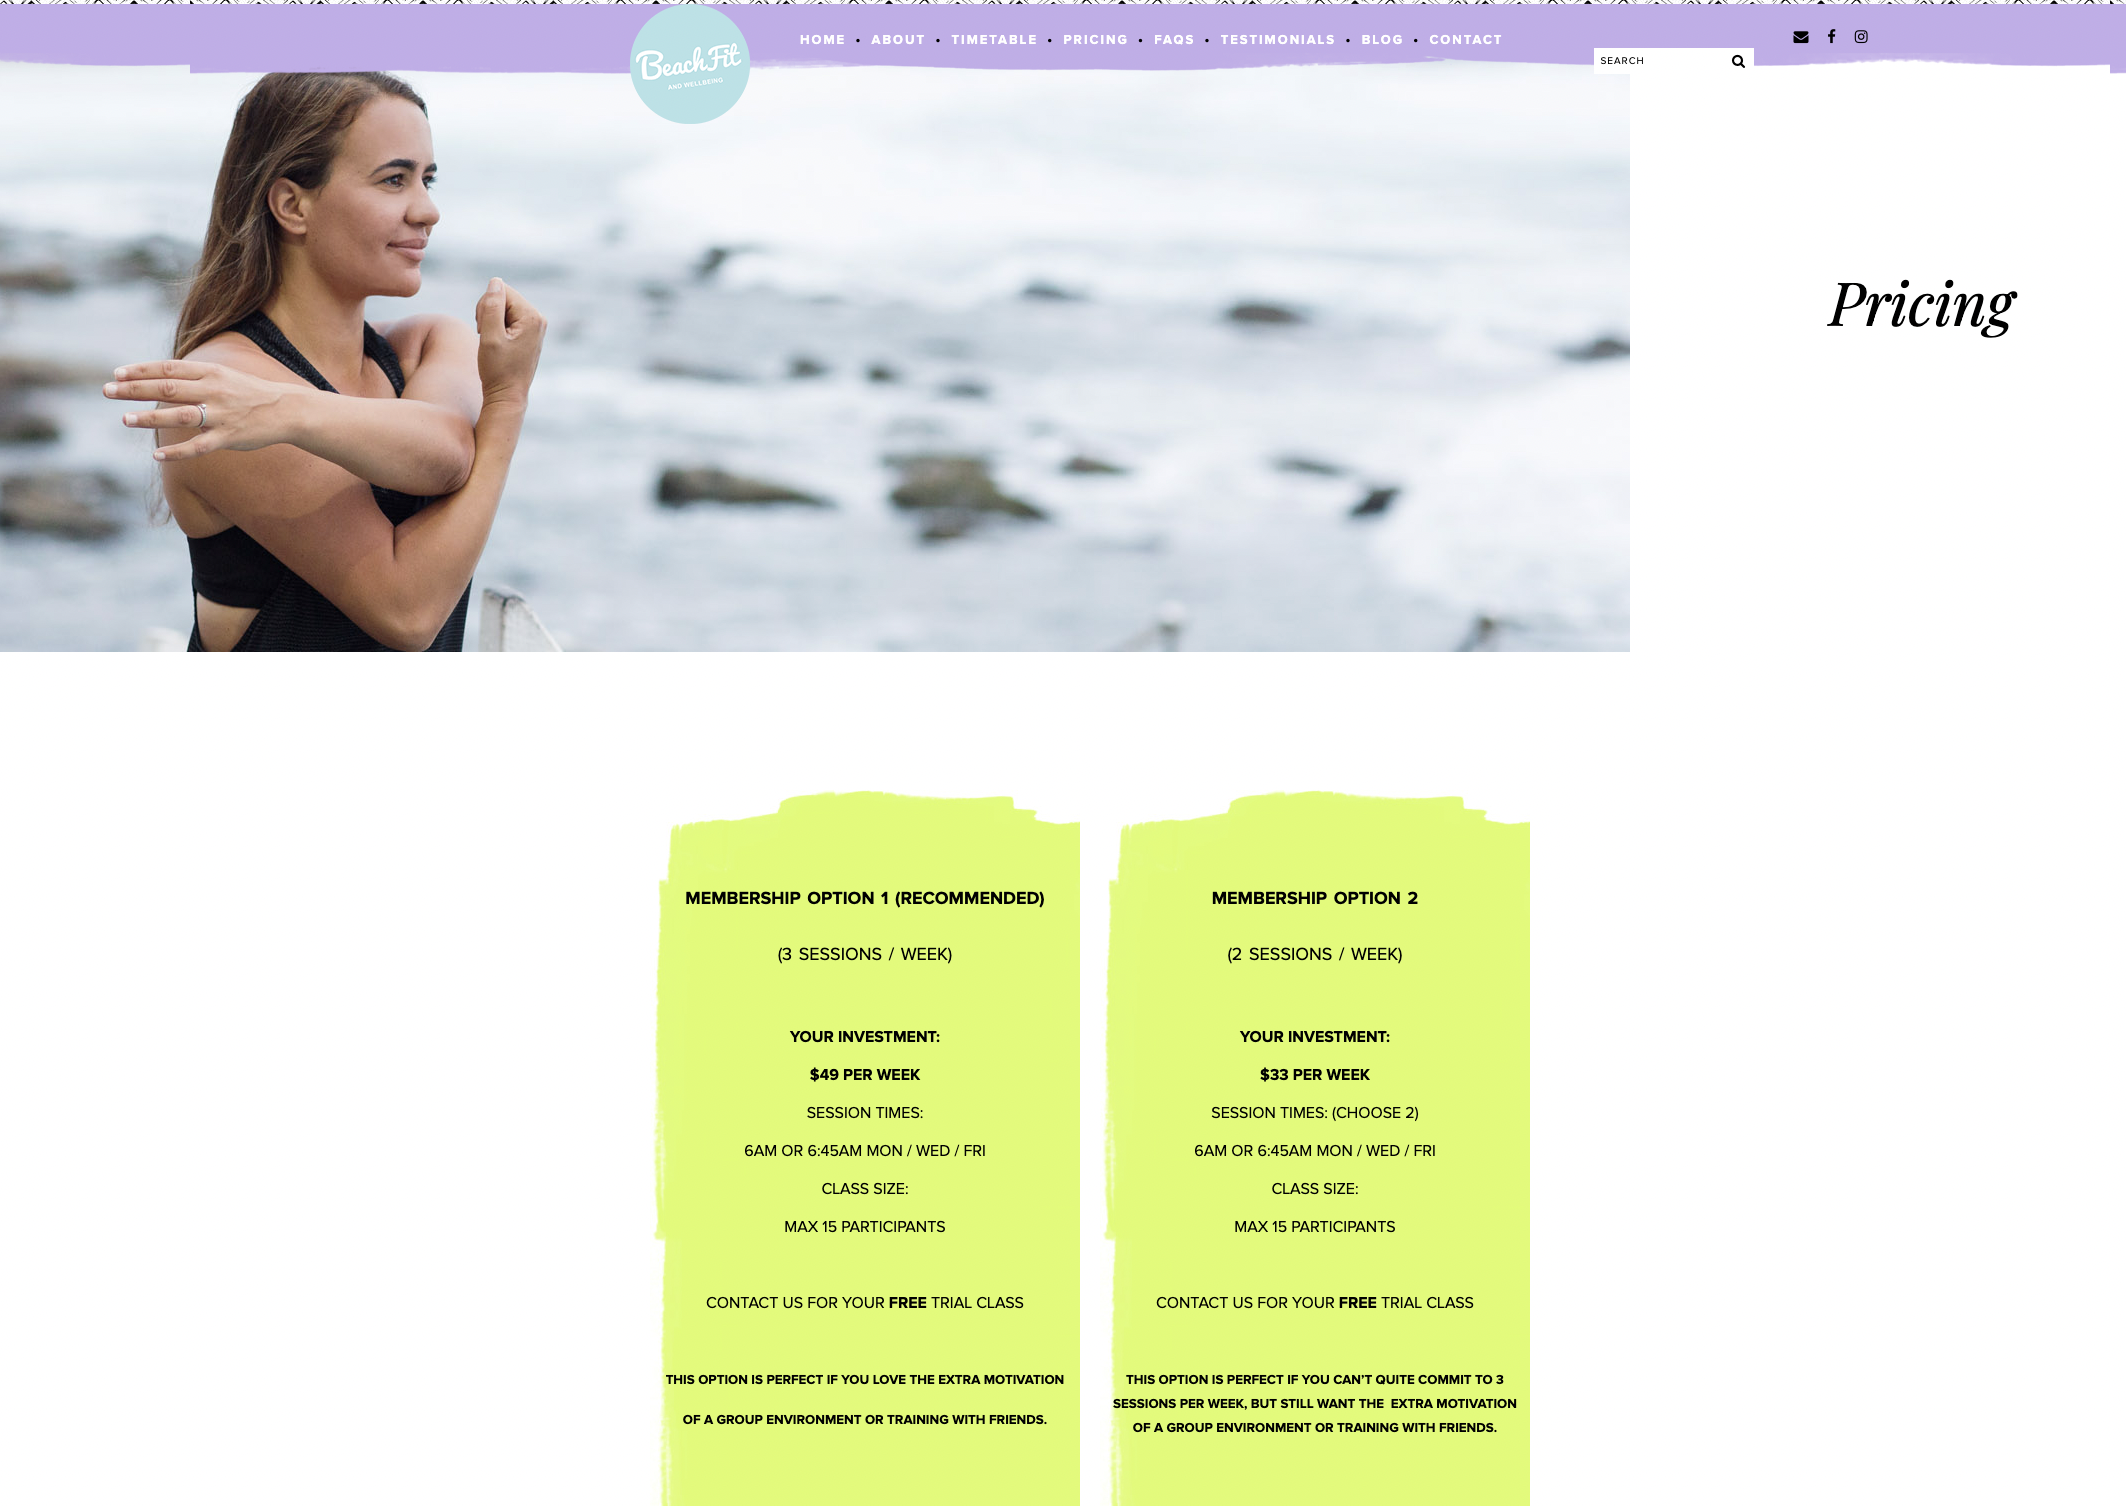 BeachFit
AND WELLBEING
HOME • ABOUT • TIMETABLE • PRICING • FAQS • TESTIMONIALS • BLOG • CONTACT
SEARCH
Pricing
MEMBERSHIP OPTION 1 (RECOMMENDED)
(3 SESSIONS / WEEK)
YOUR INVESTMENT:
$49 PER WEEK
SESSION TIMES:
6AM OR 6:45AM MON / WED / FRI
CLASS SIZE:
MAX 15 PARTICIPANTS
CONTACT US FOR YOUR FREE TRIAL CLASS
THIS OPTION IS PERFECT IF YOU LOVE THE EXTRA MOTIVATION
OF A GROUP ENVIRONMENT OR TRAINING WITH FRIENDS.
MEMBERSHIP OPTION 2
(2 SESSIONS / WEEK)
YOUR INVESTMENT:
$33 PER WEEK
SESSION TIMES: (CHOOSE 2)
6AM OR 6:45AM MON / WED / FRI
CLASS SIZE:
MAX 15 PARTICIPANTS
CONTACT US FOR YOUR FREE TRIAL CLASS
THIS OPTION IS PERFECT IF YOU CAN'T QUITE COMMIT TO 3
SESSIONS PER WEEK, BUT STILL WANT THE EXTRA MOTIVATION
OF A GROUP ENVIRONMENT OR TRAINING WITH FRIENDS.